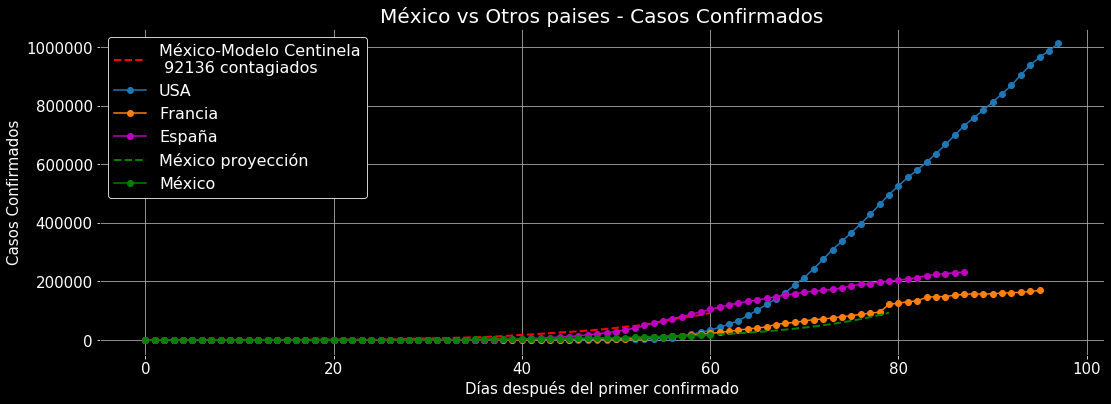 México vs Otros paises - Casos Confirmados
México-Modelo Centinela
92136 contagiados
USA
Francia
España
México proyección
México
Casos Confirmados
1000000
800000
600000
400000
200000
0
0 20 40 60 80 100
Días después del primer confirmado